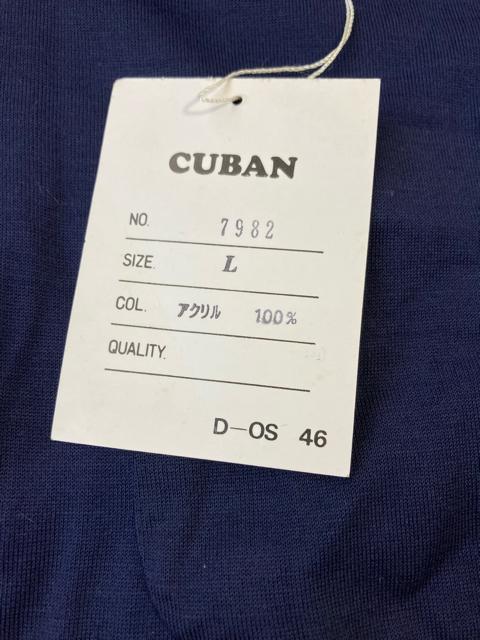 CUBAN
NO. 7982
SIZE. L
COL. アクリル 100%
QUALITY.
D-OS 46